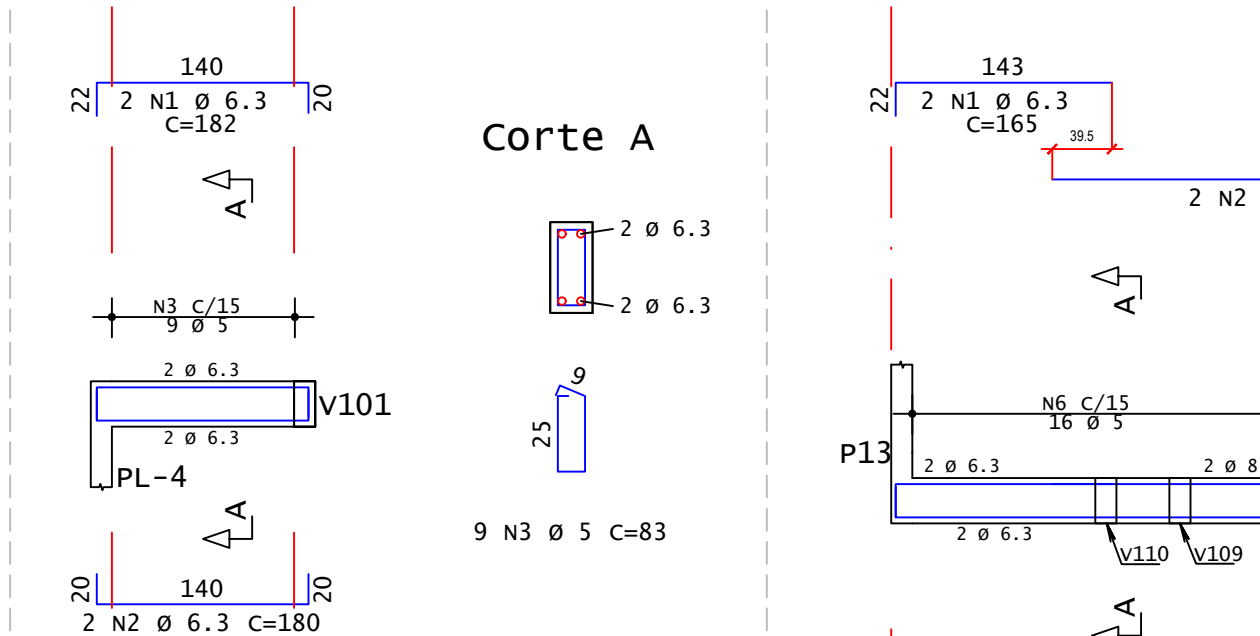 140
22
20
2 N1 Ø 6.3
C=182
A
N3 C/15
9 Ø 5
2 Ø 6.3
V101
2 Ø 6.3
PL-4
A
20
140
20
2 N2 Ø 6.3 C=180
Corte A
2 Ø 6.3
2 Ø 6.3
9
25
9 N3 Ø 5 C=83
143
22
2 N1 Ø 6.3
C=165
39.5
2 N2
A
N6 C/15
16 Ø 5
P13
2 Ø 6.3
2 Ø 8
2 Ø 6.3
V110
V109
A